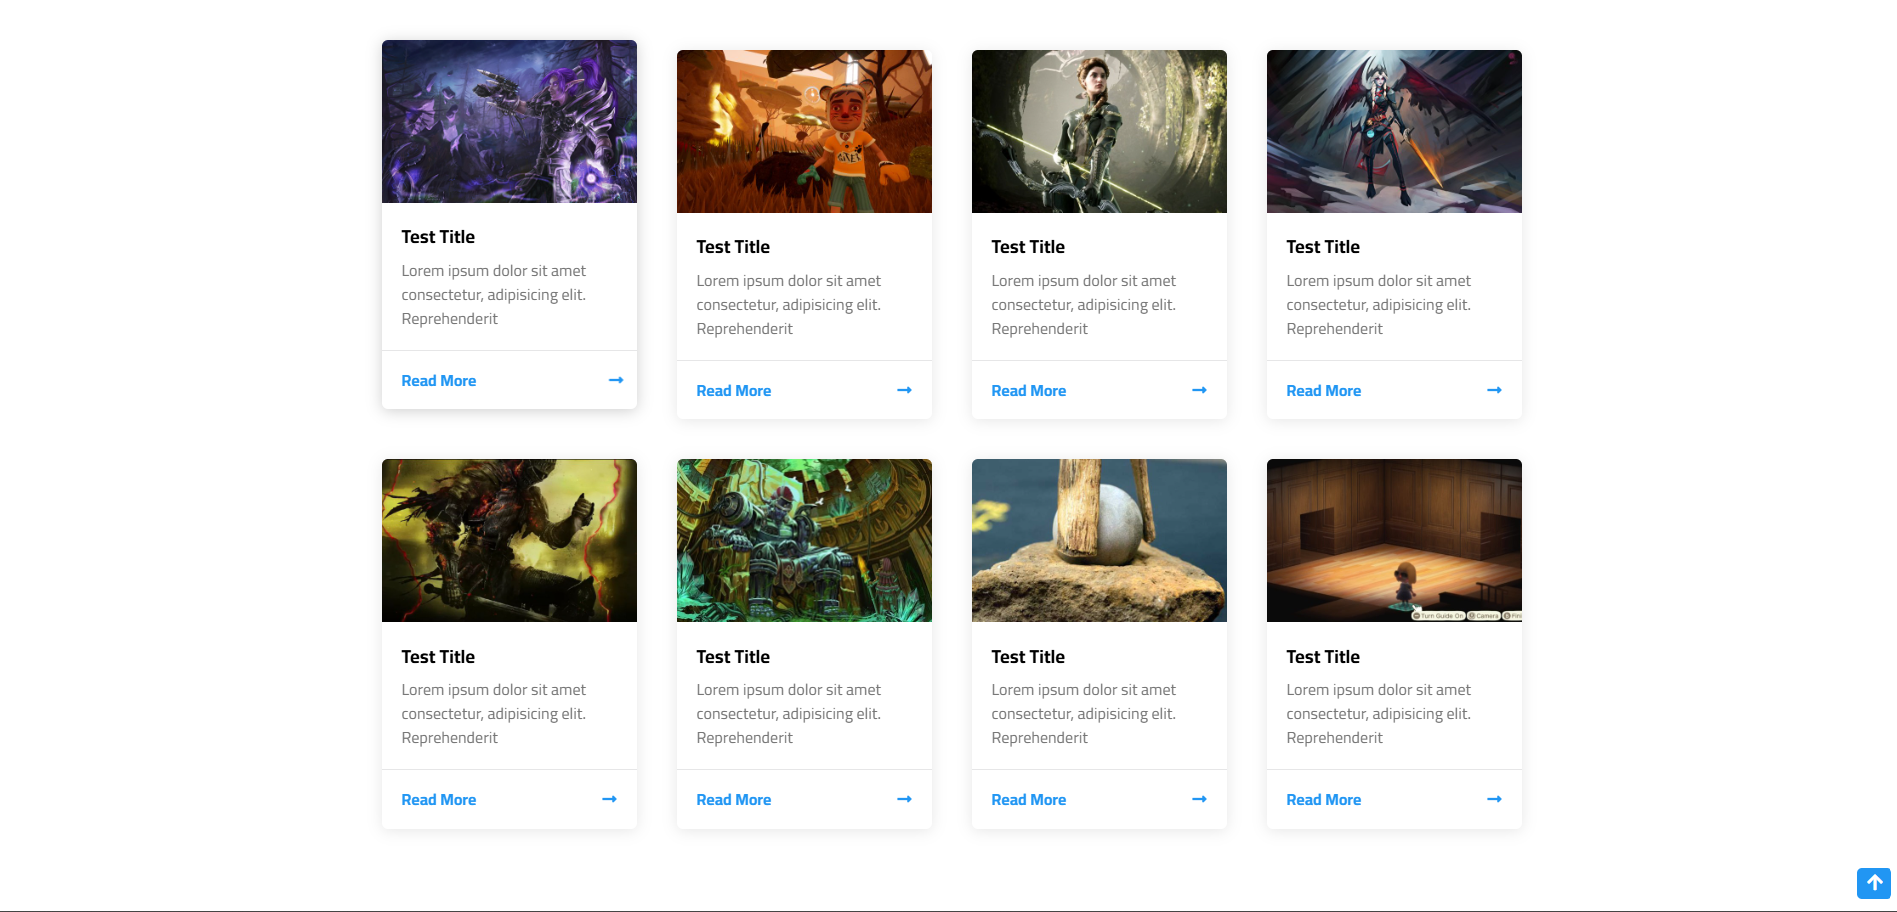 Test Title
Lorem ipsum dolor sit amet
consectetur, adipisicing elit.
Reprehenderit
Read More
Test Title
Lorem ipsum dolor sit amet
consectetur, adipisicing elit.
Reprehenderit
Read More
Test Title
Lorem ipsum dolor sit amet
consectetur, adipisicing elit.
Reprehenderit
Read More
Test Title
Lorem ipsum dolor sit amet
consectetur, adipisicing elit.
Reprehenderit
Read More
Test Title
Lorem ipsum dolor sit amet
consectetur, adipisicing elit.
Reprehenderit
Read More
Test Title
Lorem ipsum dolor sit amet
consectetur, adipisicing elit.
Reprehenderit
Read More
Test Title
Lorem ipsum dolor sit amet
consectetur, adipisicing elit.
Reprehenderit
Read More
Turn Guide On Camera
Test Title
Lorem ipsum dolor sit amet
consectetur, adipisicing elit.
Reprehenderit
Read More